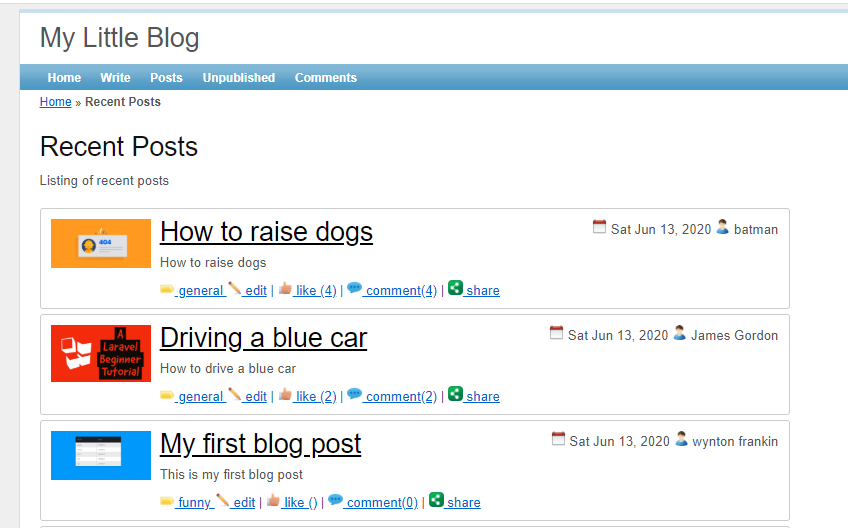 My Little Blog
Home Write Posts Unpublished Comments
Home » Recent Posts
Recent Posts
Listing of recent posts
404
How to raise dogs
Sat Jun 13, 2020 batman
How to raise dogs
general edit | like (4) | comment(4) | share
A
Laravel
Beginner
Tutorial
Driving a blue car
Sat Jun 13, 2020 James Gordon
How to drive a blue car
general edit | like (2) | comment(2) | share
My first blog post
Sat Jun 13, 2020 wynton frankin
This is my first blog post
funny edit | like () | comment(0) | share